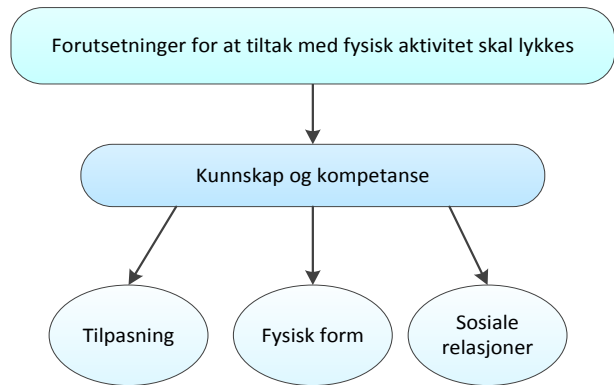 Forutsetninger for at tiltak med fysisk aktivitet skal lykkes
Kunnskap og kompetanse
Tilpasning
Fysisk form
Sosiale
relasjoner